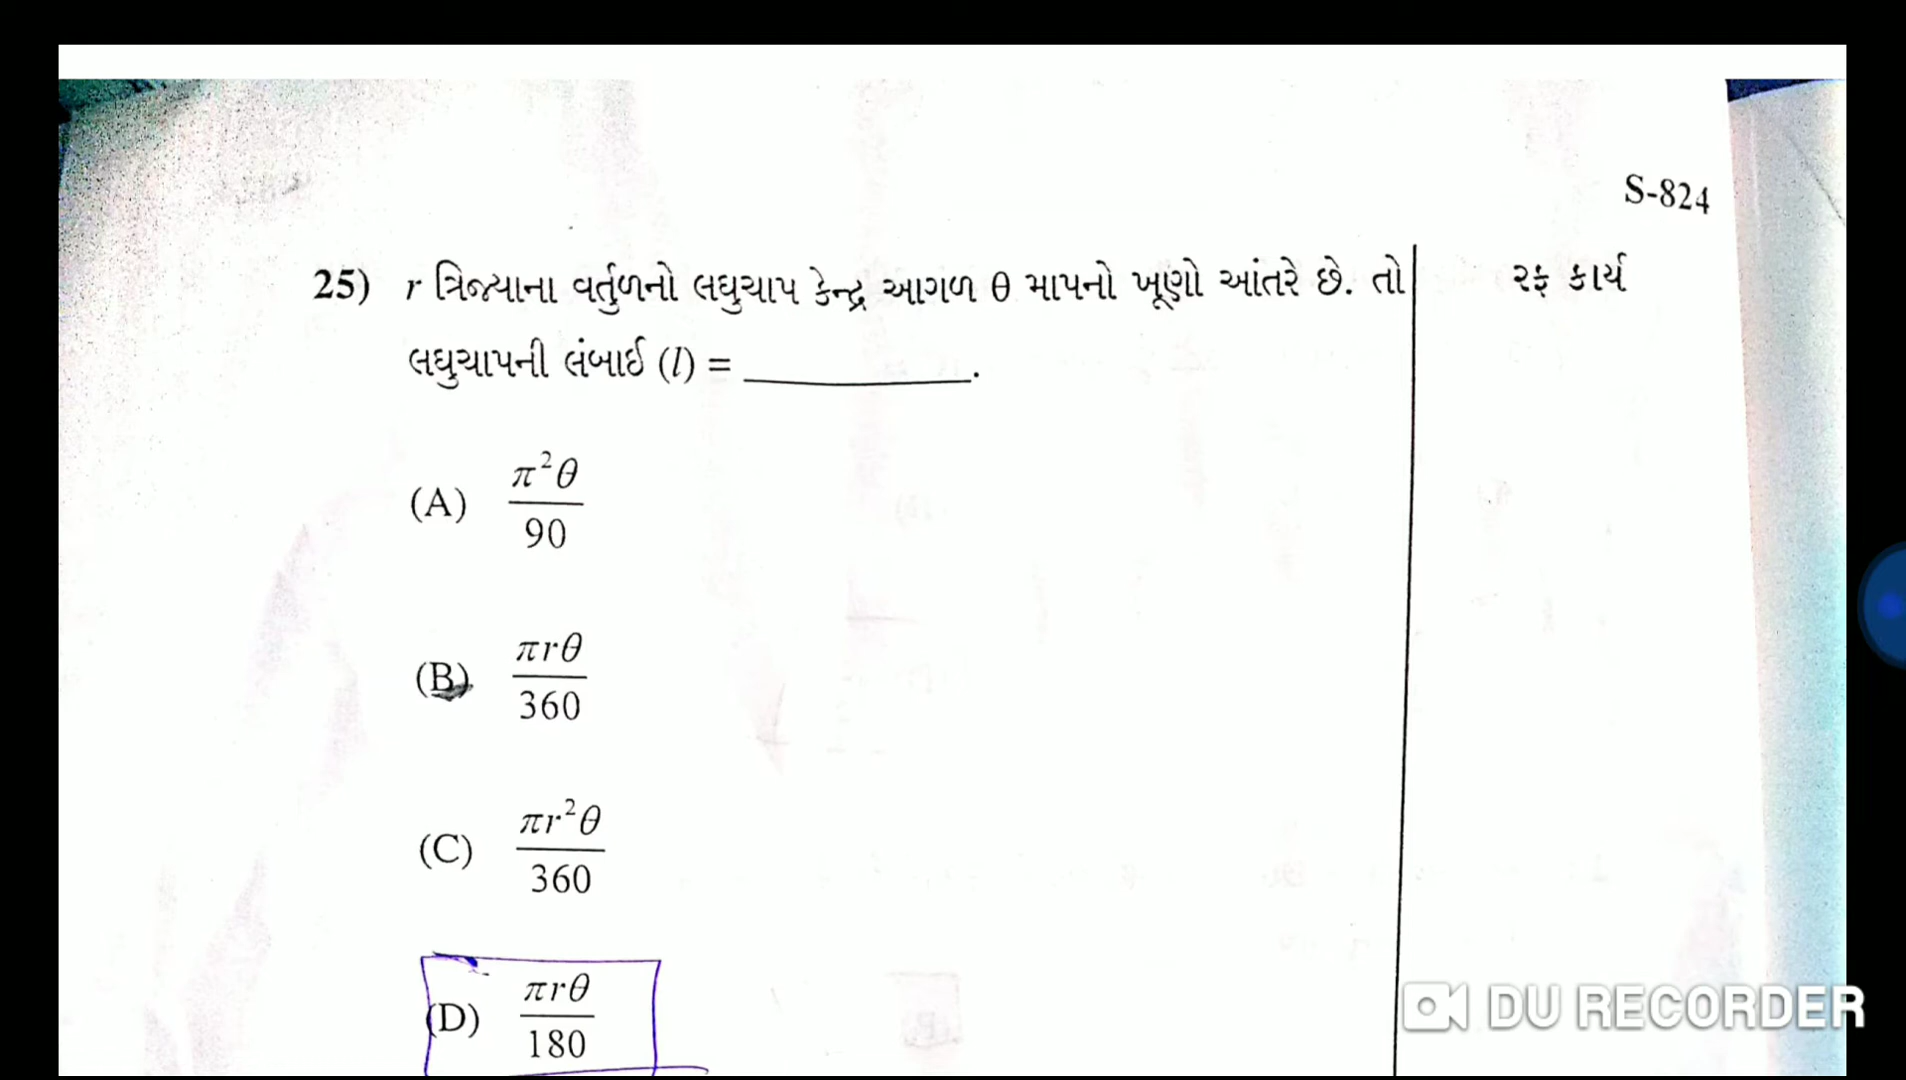 S-824
25) r ત્રિજ્યાના વર્તુળનો લઘુચાપ કેન્દ્ર આગળ θ માપનો ખૂણો આંતરે છે. તો
રફ કાર્ય
લઘુચાપની લંબાઈ (l) = ____________.
(A) π²θ/90
(B) πrθ/360
(C) πr²θ/360
(D) πrθ/180
DU RECORDER